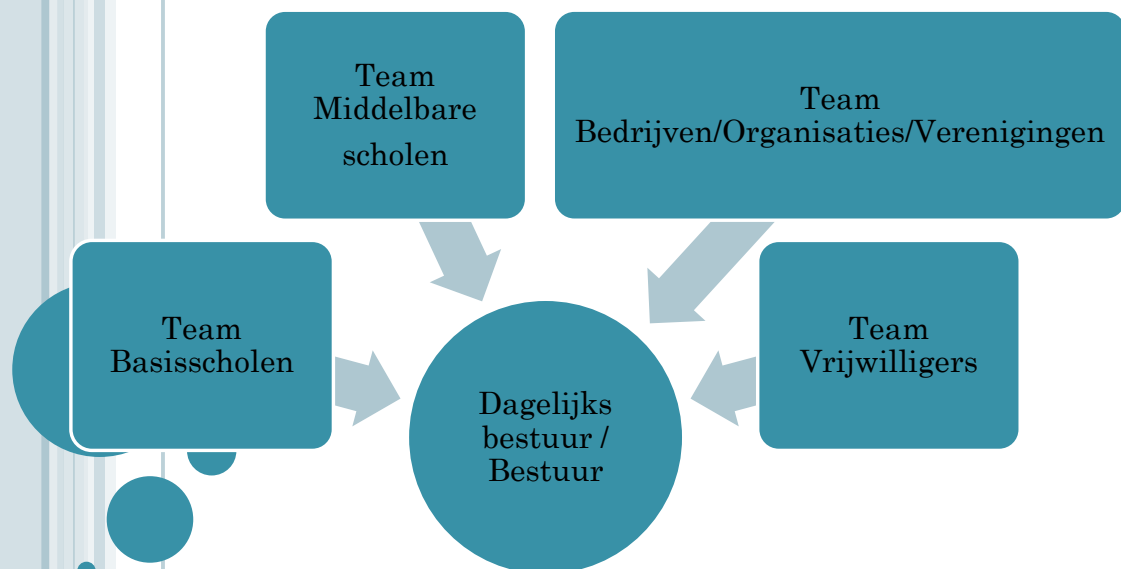 Team
Middelbare
scholen
Team
Bedrijven/Organisaties/Verenigingen
Team
Basisscholen
Team
Vrijwilligers
Dagelijks
bestuur /
Bestuur